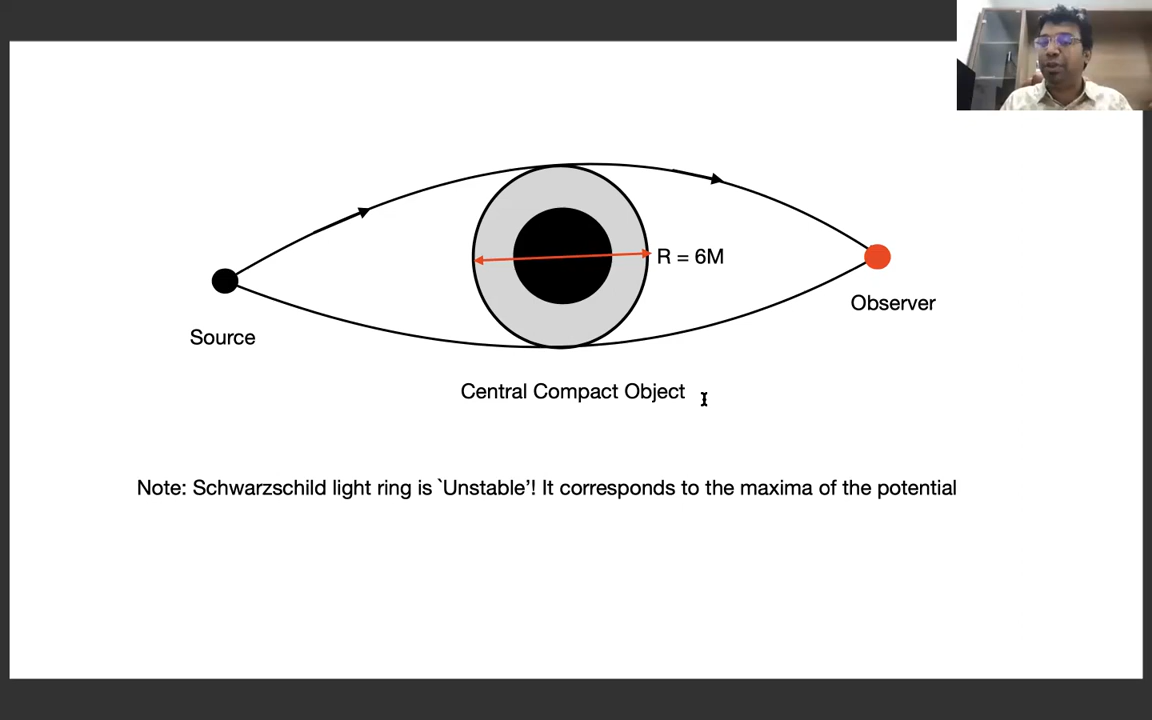 R = 6M
Observer
Source
Central Compact Object
Note: Schwarzschild light ring is `Unstable'! It corresponds to the maxima of the potential